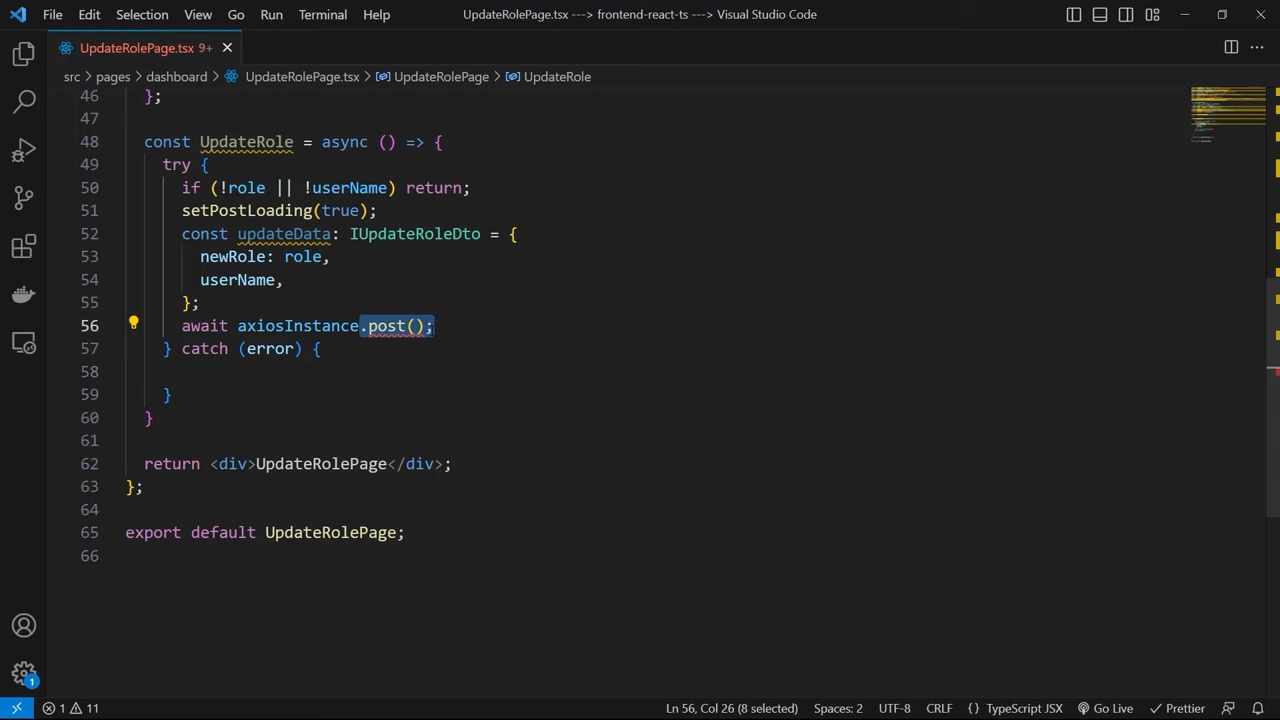 File Edit Selection View Go Run Terminal Help UpdateRolePage.tsx ---> frontend-react-ts ---> Visual Studio Code
UpdateRolePage.tsx 9+
src > pages > dashboard > UpdateRolePage.tsx > UpdateRolePage > UpdateRole
46 };
47
48 const UpdateRole = async () => {
49 try {
50 if (!role || !userName) return;
51 setPostLoading(true);
52 const updateData: IUpdateRoleDto = {
53 newRole: role,
54 userName,
55 };
56 await axiosInstance.post();
57 } catch (error) {
58
59 }
60 }
61
62 return <div>UpdateRolePage</div>;
63 };
64
65 export default UpdateRolePage;
66
1
1 11 Ln 56, Col 26 (8 selected) Spaces: 2 UTF-8 CRLF {} TypeScript JSX Go Live Prettier